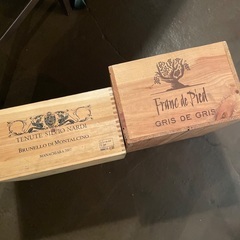 TENUTE SILVIO NARDI
BRUNELLO DI MONTALCINO
Franc de Pied
GRIS DE GRIS